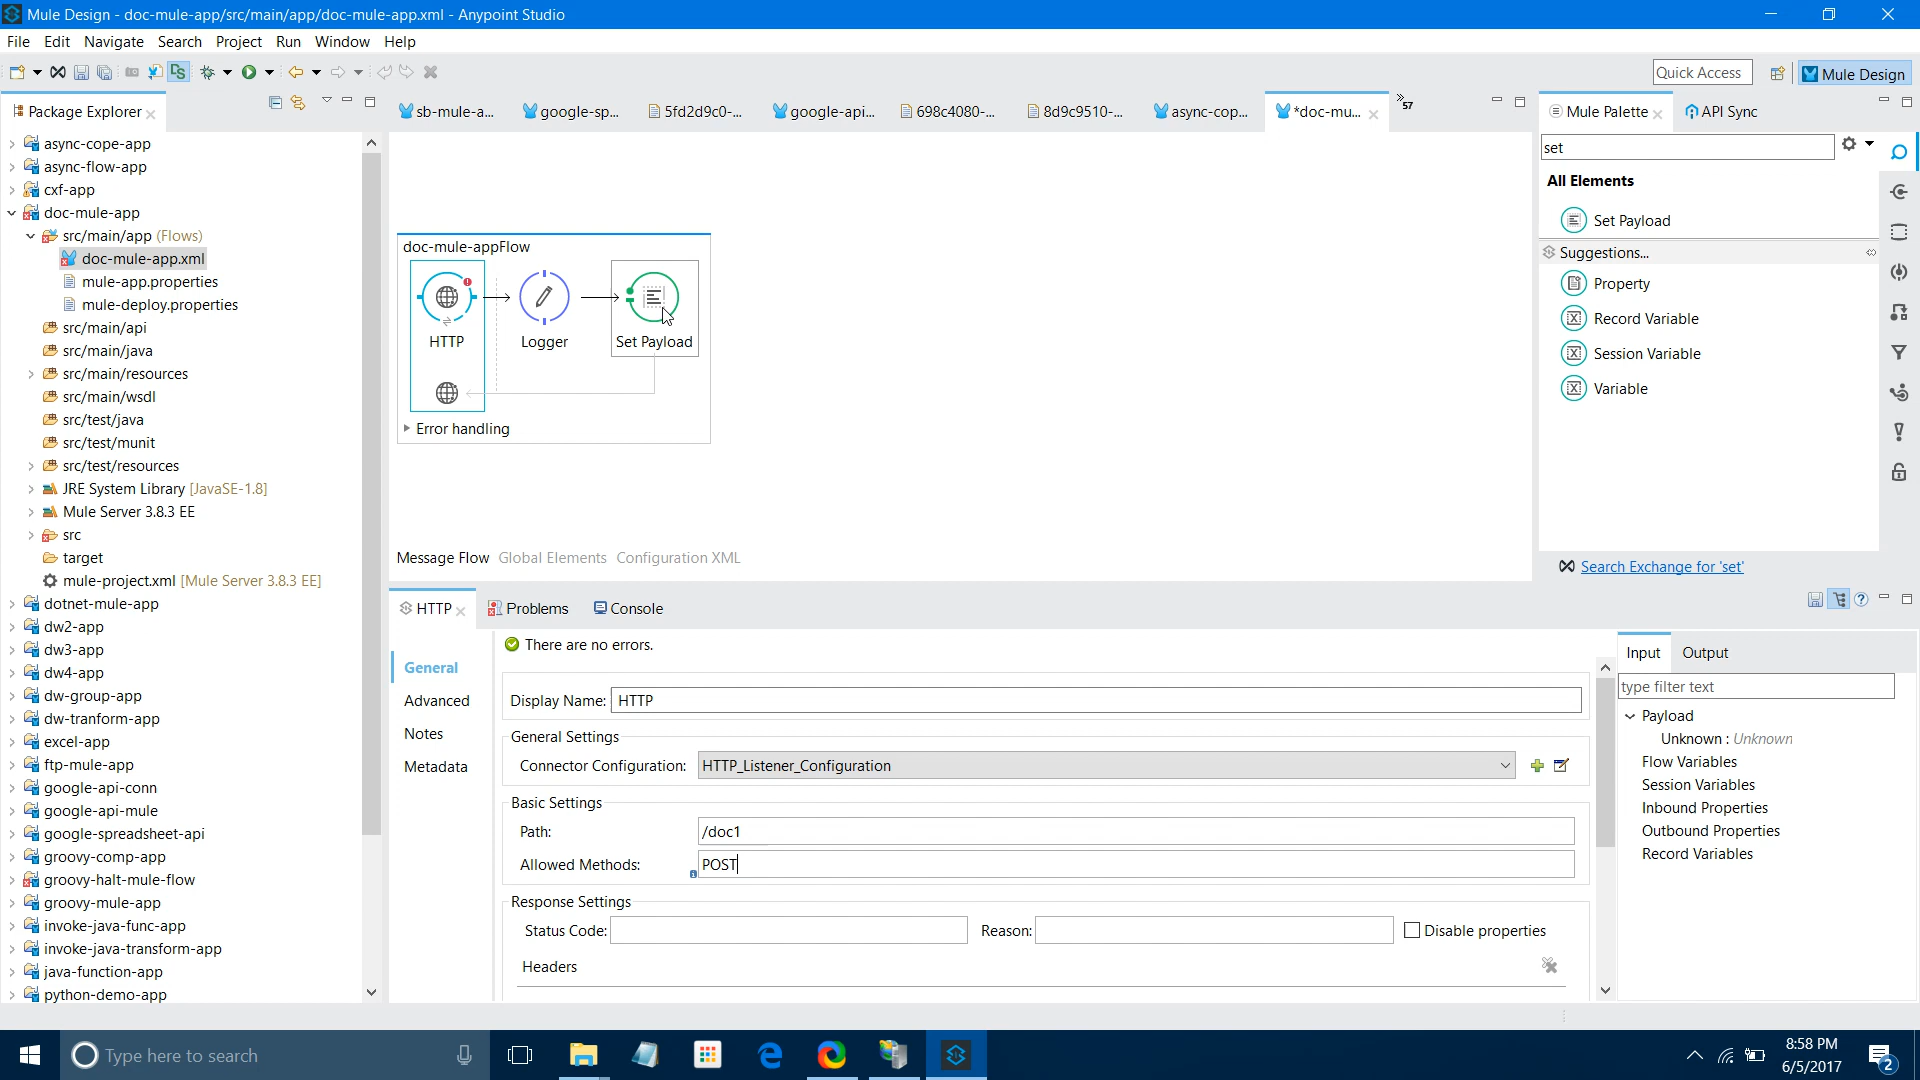 Mule Design - doc-mule-app/src/main/app/doc-mule-app.xml - Anypoint Studio
File Edit Navigate Search Project Run Window Help
Quick Access
Mule Design
Package Explorer
async-cope-app
async-flow-app
cxf-app
doc-mule-app
src/main/app (Flows)
doc-mule-app.xml
mule-app.properties
mule-deploy.properties
src/main/api
src/main/java
src/main/resources
src/main/wsdl
src/test/java
src/test/munit
src/test/resources
JRE System Library [JavaSE-1.8]
Mule Server 3.8.3 EE
src
target
mule-project.xml [Mule Server 3.8.3 EE]
dotnet-mule-app
dw2-app
dw3-app
dw4-app
dw-group-app
dw-tranform-app
excel-app
ftp-mule-app
google-api-conn
google-api-mule
google-spreadsheet-api
groovy-comp-app
groovy-halt-mule-flow
groovy-mule-app
invoke-java-func-app
invoke-java-transform-app
java-function-app
python-demo-app
sb-mule-a... google-sp... 5fd2d9c0-... google-api... 698c4080-... 8d9c9510-... async-cop... *doc-mu... 57
doc-mule-appFlow
HTTP Logger Set Payload
Error handling
Message Flow Global Elements Configuration XML
Mule Palette API Sync
set
All Elements
Set Payload
Suggestions...
Property
Record Variable
Session Variable
Variable
Search Exchange for 'set'
HTTP Problems Console
General
Advanced
Notes
Metadata
There are no errors.
Display Name: HTTP
General Settings
Connector Configuration: HTTP_Listener_Configuration
Basic Settings
Path: /doc1
Allowed Methods: POST
Response Settings
Status Code: Reason: Disable properties
Headers
Input Output
type filter text
Payload
Unknown : Unknown
Flow Variables
Session Variables
Inbound Properties
Outbound Properties
Record Variables
Type here to search
8:58 PM
6/5/2017
2